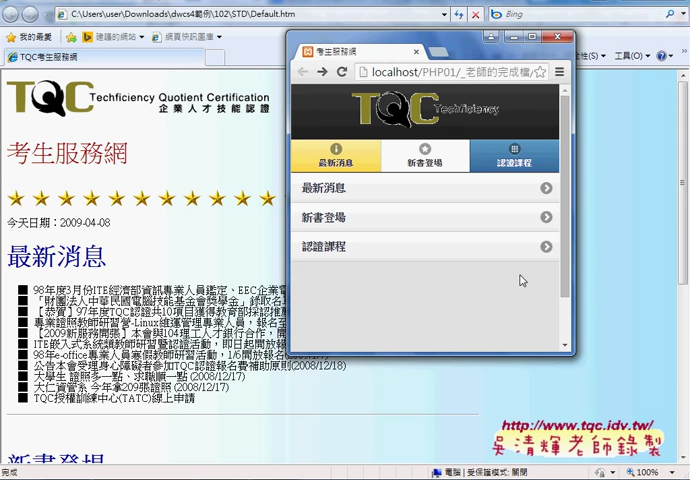 C:\Users\user\Downloads\dwcs4範例\102\STD\Default.htm
Bing
我的最愛
建議的網站
網頁快訊圖庫
工具(O)
TQC考生服務網
TQC Techficiency Quotient Certification
企業人才技能認證
考生服務網
今天日期：2009-04-08
最新消息
98年度3月份ITE經濟部資訊專業人員鑑定、EEC企業電
「財團法人中華民國電腦技能基金會獎學金」錄取名
【恭賀】97年度TQC認證共10項目獲得教育部採認推薦
專業證照教師研習營-Linux維運管理專業人員，報名至
【2009新服務開張】本會與104理工人才銀行合作，開
ITE嵌入式系統類教師研習暨認證活動，即日起開放報
98年e-office專業人員寒假教師研習活動，1/6開放報名
公告本會受理身心障礙者參加TQC認證報名費補助原則(2008/12/18)
大學生 證照多一點、求職順一點 (2008/12/17)
大仁資管系 今年拿209張證照 (2008/12/17)
TQC授權訓練中心(TATC)線上申請
新書登場
考生服務網
localhost/PHP01/_老師的完成檔/
TQC Techficiency
最新消息
新書登場
認證課程
最新消息
新書登場
認證課程
http://www.tqc.idv.tw/
吳清輝老師錄製
完成
電腦 | 受保護模式: 關閉
100%